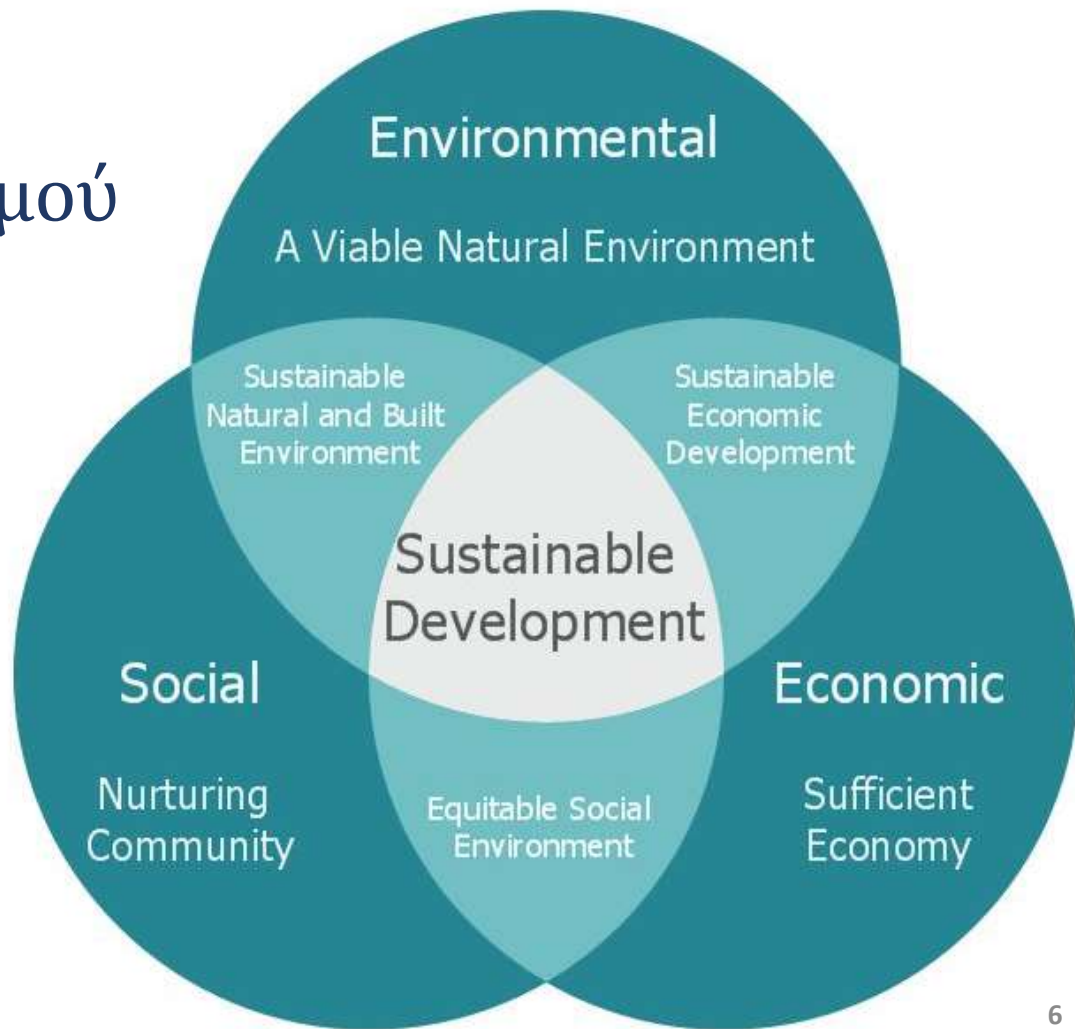 μού
Environmental
A Viable Natural Environment
Sustainable
Natural and Built
Environment
Sustainable
Economic
Development
Sustainable
Development
Social
Nurturing
Community
Equitable Social
Environment
Economic
Sufficient
Economy
6